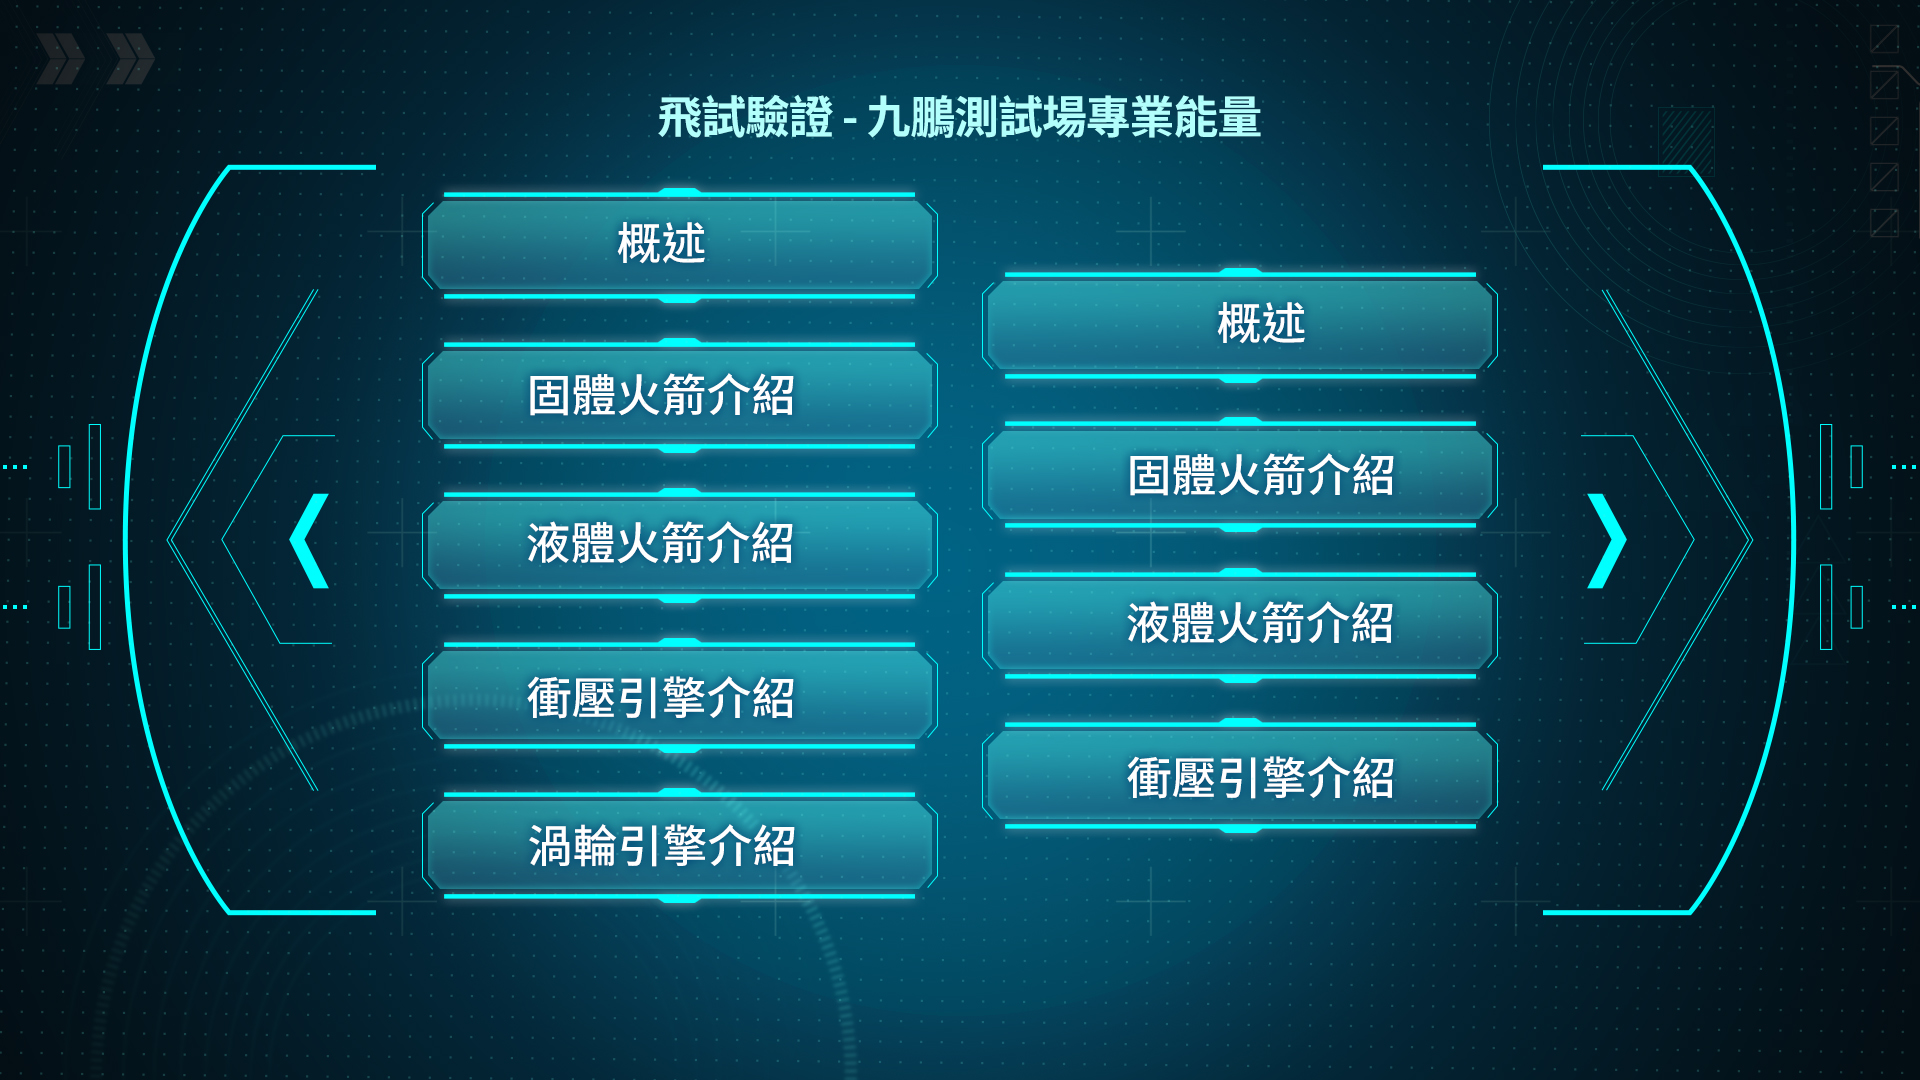 飛試驗證 - 九鵬測試場專業能量
概述
固體火箭介紹
液體火箭介紹
衝壓引擎介紹
渦輪引擎介紹
概述
固體火箭介紹
液體火箭介紹
衝壓引擎介紹